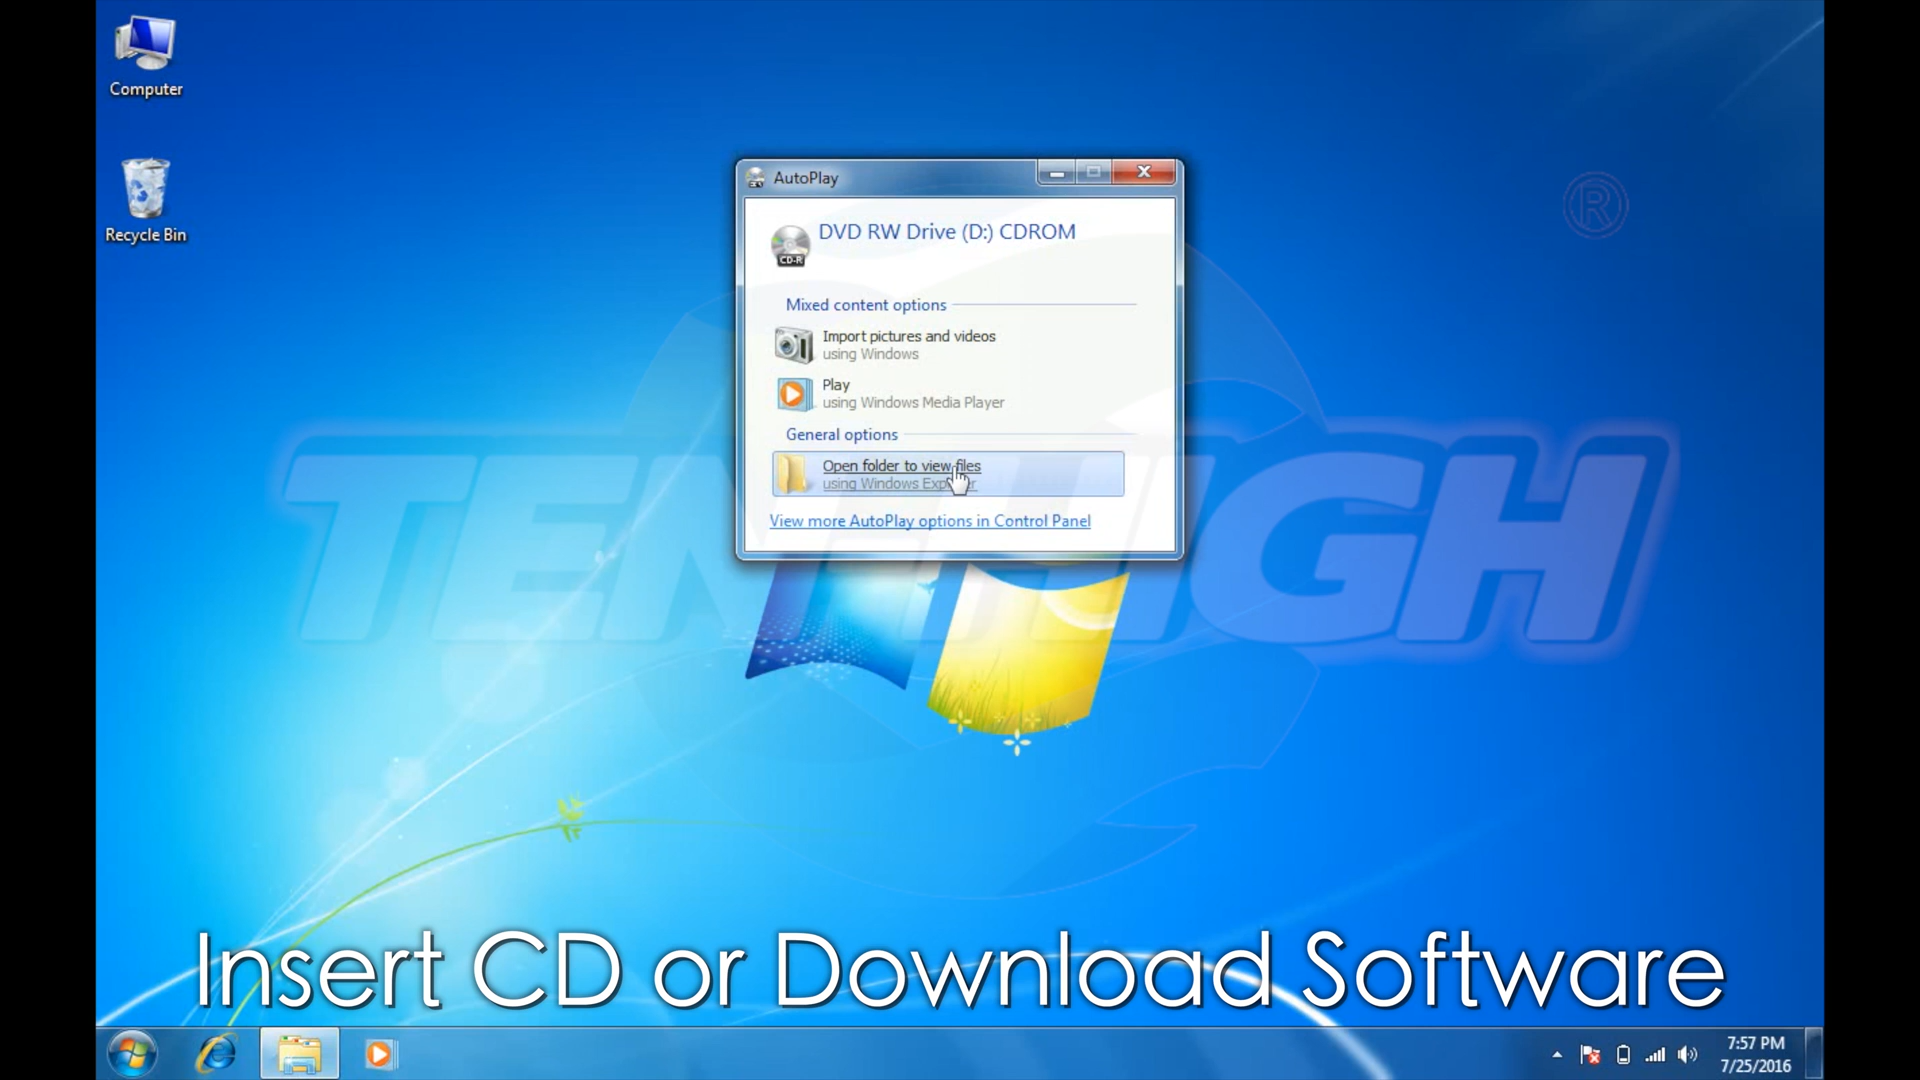 Computer
Recycle Bin
AutoPlay
DVD RW Drive (D:) CDROM
CD-R
Mixed content options
Import pictures and videos
using Windows
Play
using Windows Media Player
General options
Open folder to view files
using Windows Explorer
View more AutoPlay options in Control Panel
®
TENHIGH
Insert CD or Download Software
7:57 PM
7/25/2016